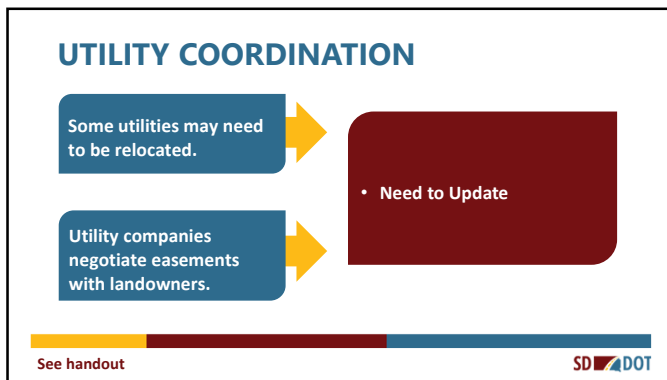 UTILITY COORDINATION
Some utilities may need
to be relocated.
Utility companies
negotiate easements
with landowners.
• Need to Update
See handout
SD DOT